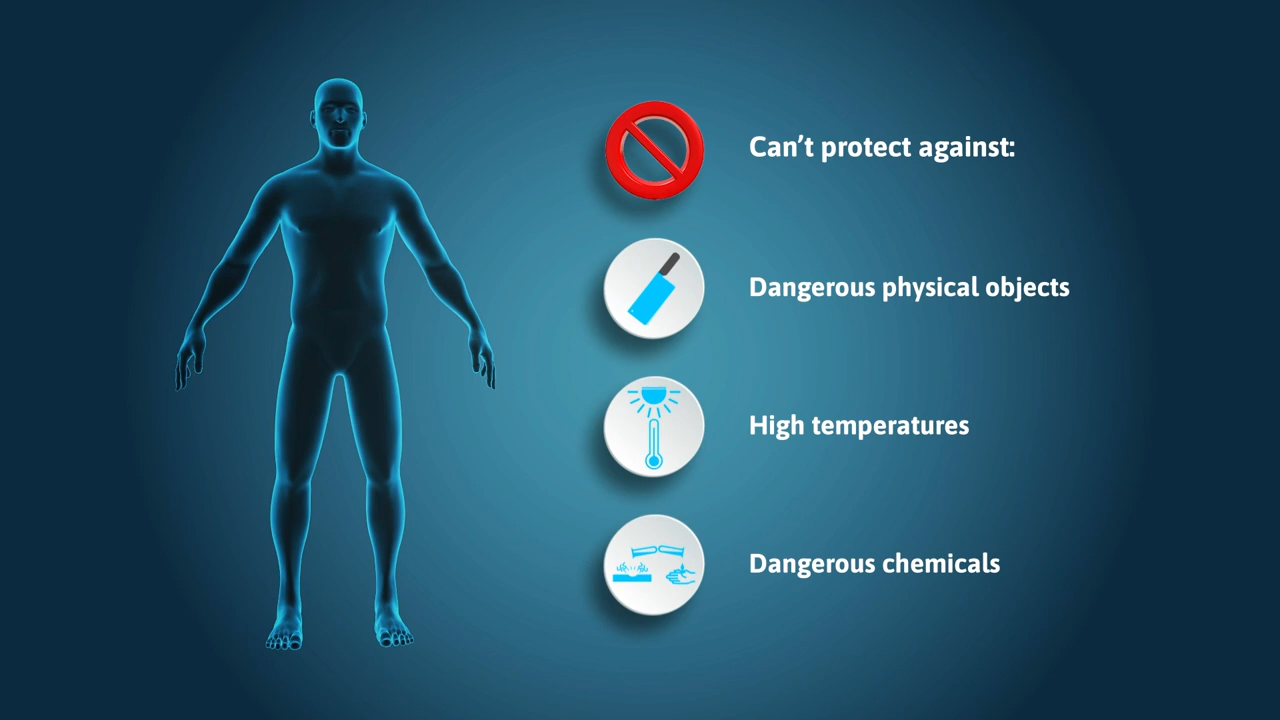 Can’t protect against:
Dangerous physical objects
High temperatures
Dangerous chemicals